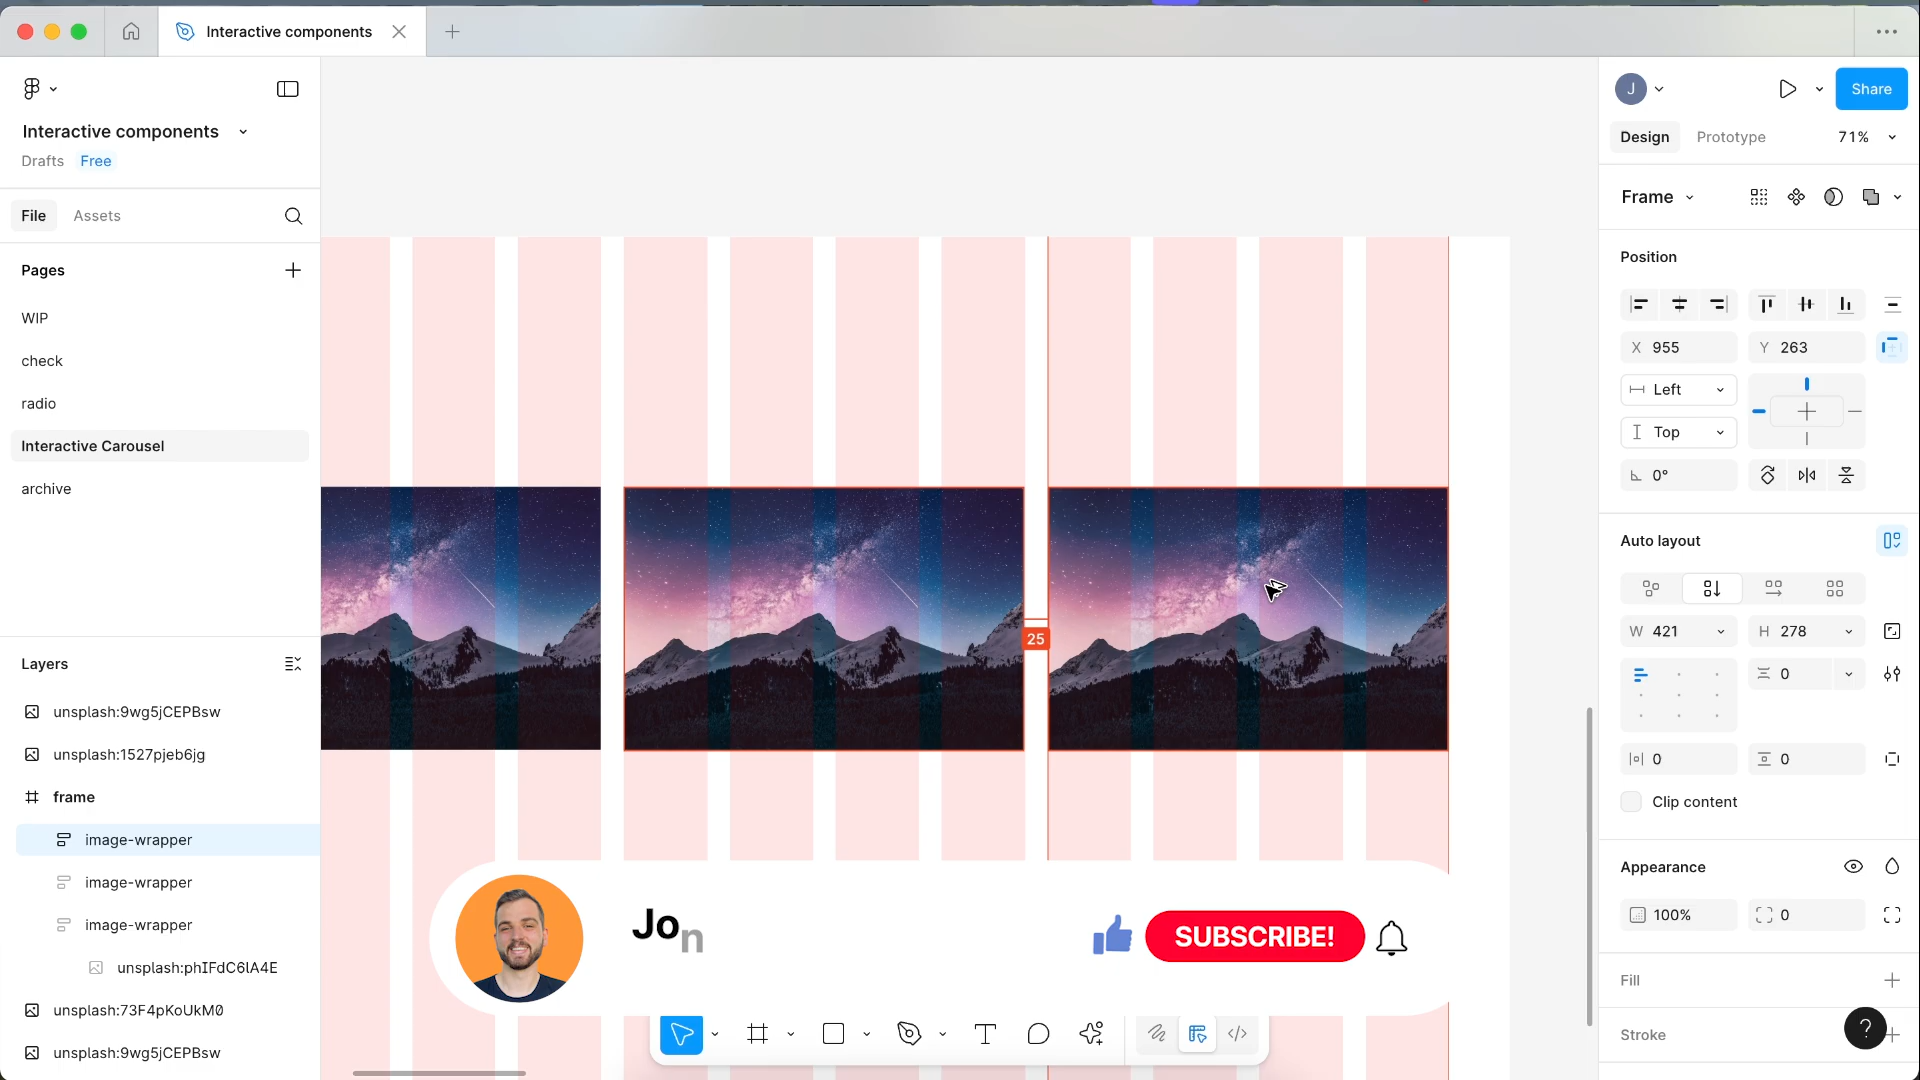 Interactive components
Interactive components
Drafts Free
File Assets
Pages
WIP
check
radio
Interactive Carousel
archive
Layers
unsplash:9wg5jCEPBsw
unsplash:1527pjeb6jg
frame
image-wrapper
image-wrapper
image-wrapper
unsplash:phIFdC6lA4E
unsplash:73F4pKoUkM0
unsplash:9wg5jCEPBsw
25
Jon
SUBSCRIBE!
J
Share
Design Prototype 71%
Frame
Position
X 955 Y 263
Left
Top
0°
Auto layout
W 421 H 278
0
0 0
Clip content
Appearance
100% 0
Fill
Stroke
?